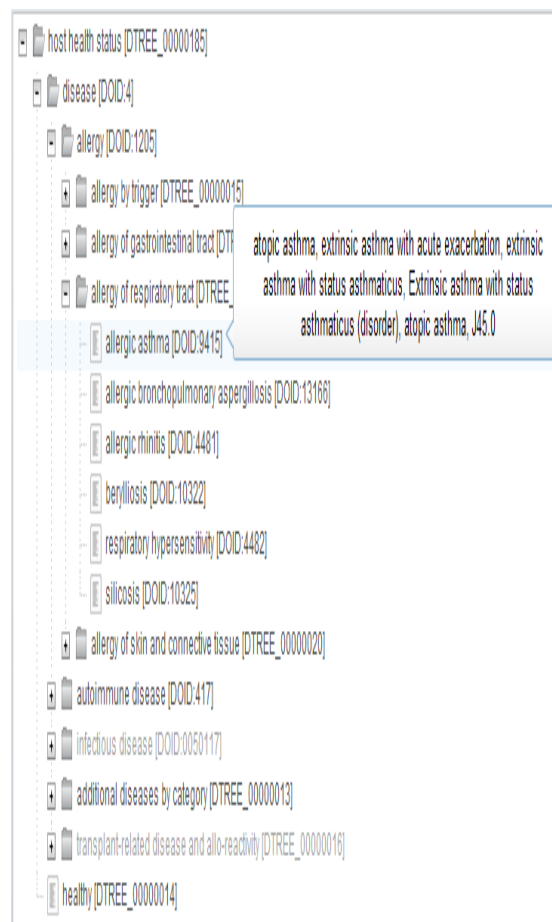 host health status [DTREE_00000185]
disease [DOID:4]
allergy [DOID:1205]
allergy by trigger [DTREE_00000015]
allergy of gastrointestinal tract [DTR
allergy of respiratory tract [DTREE_
atopic asthma, extrinsic asthma with acute exacerbation, extrinsic
asthma with status asthmaticus, Extrinsic asthma with status
asthmaticus (disorder), atopic asthma, J45.0
allergic asthma [DOID:9415]
allergic bronchopulmonary aspergillosis [DOID:13166]
allergic rhinitis [DOID:4481]
berylliosis [DOID:10322]
respiratory hypersensitivity [DOID:4482]
silicosis [DOID:10325]
allergy of skin and connective tissue [DTREE_00000020]
autoimmune disease [DOID:417]
infectious disease [DOID:0050117]
additional diseases by category [DTREE_00000013]
transplant-related disease and allo-reactivity [DTREE_00000016]
healthy [DTREE_00000014]